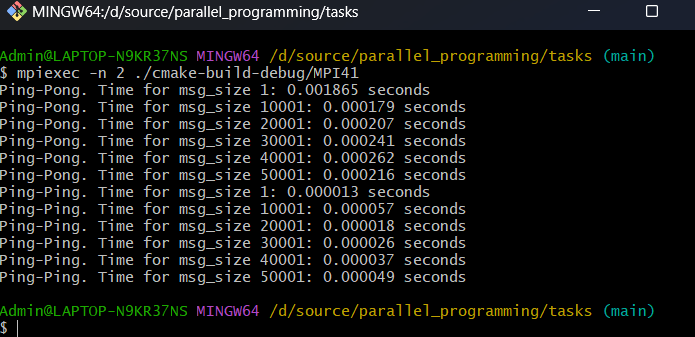 MINGW64:/d/source/parallel_programming/tasks
Admin@LAPTOP-N9KR37NS MINGW64 /d/source/parallel_programming/tasks (main)
$ mpiexec -n 2 ./cmake-build-debug/MPI41
Ping-Pong. Time for msg_size 1: 0.001865 seconds
Ping-Pong. Time for msg_size 10001: 0.000179 seconds
Ping-Pong. Time for msg_size 20001: 0.000207 seconds
Ping-Pong. Time for msg_size 30001: 0.000241 seconds
Ping-Pong. Time for msg_size 40001: 0.000262 seconds
Ping-Pong. Time for msg_size 50001: 0.000216 seconds
Ping-Ping. Time for msg_size 1: 0.000013 seconds
Ping-Ping. Time for msg_size 10001: 0.000057 seconds
Ping-Ping. Time for msg_size 20001: 0.000018 seconds
Ping-Ping. Time for msg_size 30001: 0.000026 seconds
Ping-Ping. Time for msg_size 40001: 0.000037 seconds
Ping-Ping. Time for msg_size 50001: 0.000049 seconds
Admin@LAPTOP-N9KR37NS MINGW64 /d/source/parallel_programming/tasks (main)
$